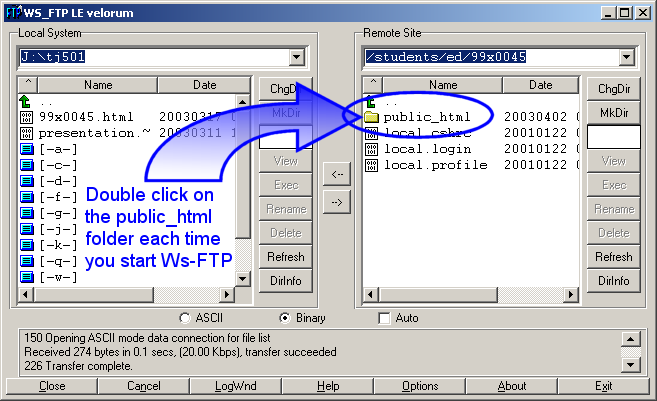 WS_FTP LE velorum
Local System
J:\tj501
^ Name Date
..
99x0045.html 20030317
presentation.~ 20030311 1
[-a-]
[-c-]
[-d-]
[-f-]
[-g-]
[-j-]
[-k-]
[-q-]
[-w-]
ChgDir
MkDir
View
Exec
Rename
Delete
Refresh
DirInfo
Double click on
the public_html
folder each time
you start Ws-FTP
<--
-->
Remote Site
/students/ed/99x0045
^ Name Date
..
public_html 20030402
local.cshrc 20010122
local.login 20010122
local.profile 20010122
ChgDir
MkDir
View
Exec
Rename
Delete
Refresh
DirInfo
ASCII Binary Auto
150 Opening ASCII mode data connection for file list
Received 274 bytes in 0.1 secs, (20.00 Kbps), transfer succeeded
226 Transfer complete.
Close Cancel LogWnd Help Options About Exit